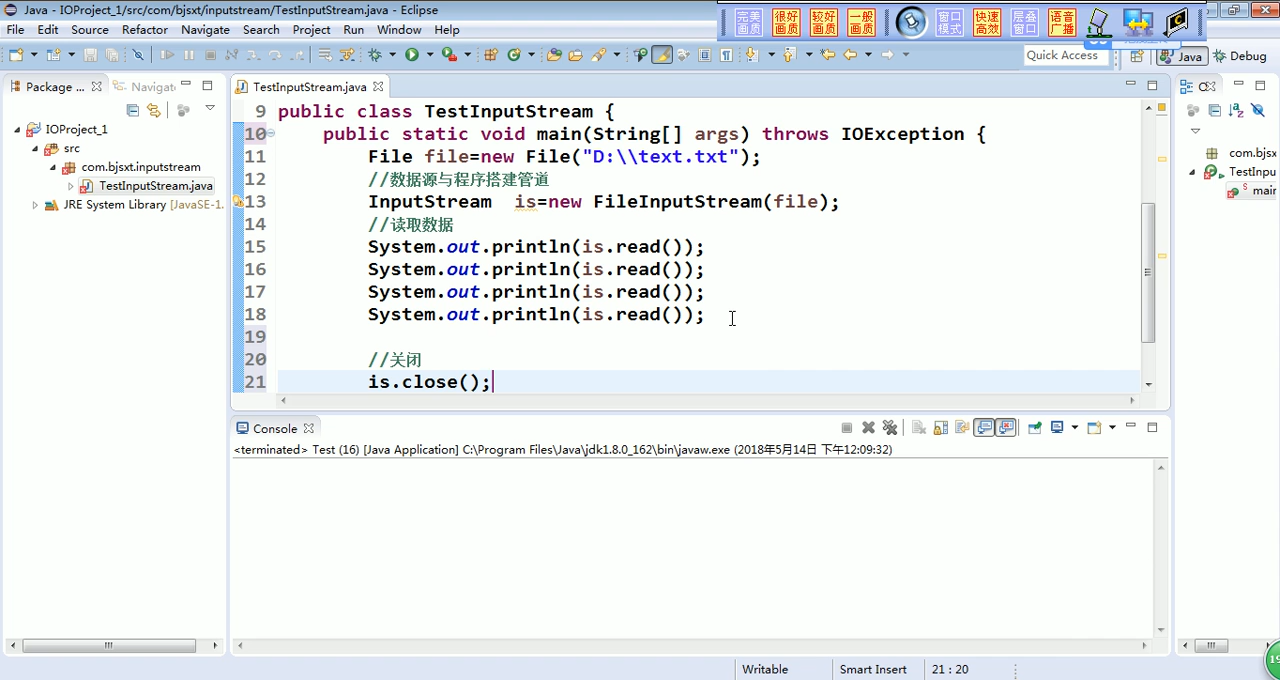 Java - IOProject_1/src/com/bjsxt/inputstream/TestInputStream.java - Eclipse
File Edit Source Refactor Navigate Search Project Run Window Help
完美画质 很好画质 较好画质 一般画质 窗口模式 快速高效 层叠窗口 语音广播
Quick Access Java Debug
Package ... Navigat
TestInputStream.java
IOProject_1
src
com.bjsxt.inputstream
TestInputStream.java
JRE System Library [JavaSE-1.
9 public class TestInputStream {
10 public static void main(String[] args) throws IOException {
11 File file=new File("D:\\text.txt");
12 //数据源与程序搭建管道
13 InputStream  is=new FileInputStream(file);
14 //读取数据
15 System.out.println(is.read());
16 System.out.println(is.read());
17 System.out.println(is.read());
18 System.out.println(is.read());
19
20 //关闭
21 is.close();
com.bjsx
TestInpu
S main
Console
<terminated> Test (16) [Java Application] C:\Program Files\Java\jdk1.8.0_162\bin\javaw.exe (2018年5月14日 下午12:09:32)
Writable Smart Insert 21 : 20